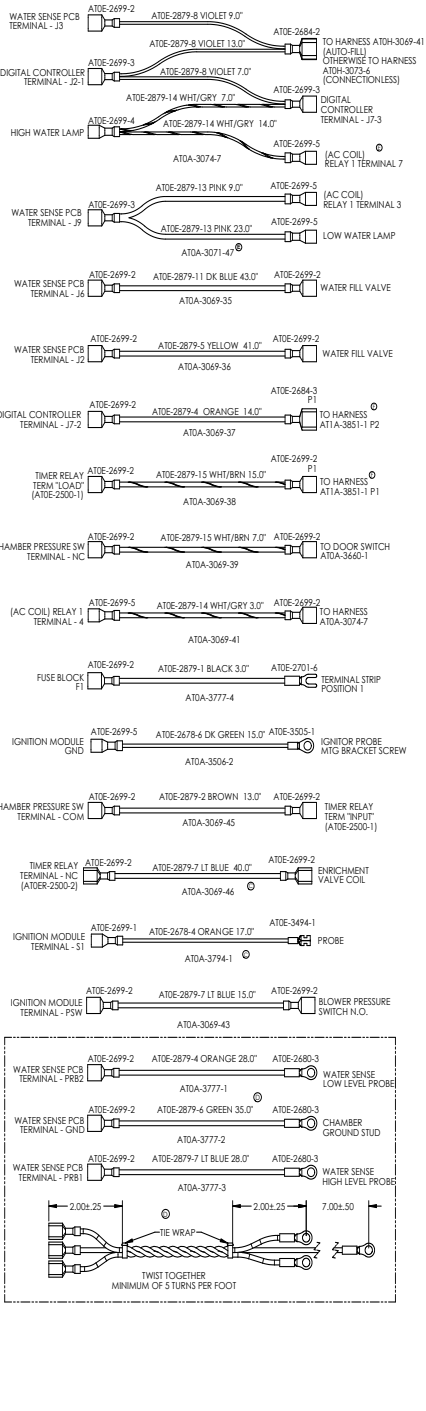 WATER SENSE PCB
TERMINAL - J3
AT0E-2699-2
AT0E-2879-8 VIOLET 9.0"
AT0E-2684-2
TO HARNESS AT0H-3069-41
(AUTO-FILL)
OTHERWISE TO HARNESS
A0H-3073-6
(CONNECTIONLESS)
AT0E-2879-8 VIOLET 13.0"
DIGITAL CONTROLLER
TERMINAL - J2-1
AT0E-2699-3
AT0E-2879-8 VIOLET 7.0"
AT0E-2699-3
DIGITAL
CONTROLLER
TERMINAL - J7-3
AT0E-2879-14 WHT/GRY 7.0"
HIGH WATER LAMP
AT0E-2699-4
AT0E-2879-14 WHT/GRY 14.0"
AT0E-2699-5
(AC COIL)
RELAY 1 TERMINAL 7
AT0A-3074-7
WATER SENSE PCB
TERMINAL - J9
AT0E-2699-3
AT0E-2879-13 PINK 9.0"
AT0E-2699-5
(AC COIL)
RELAY 1 TERMINAL 3
AT0E-2879-13 PINK 23.0"
AT0E-2699-5
LOW WATER LAMP
AT0A-3071-47
WATER SENSE PCB
TERMINAL - J6
AT0E-2699-2
AT0E-2879-11 DK BLUE 43.0"
AT0E-2699-2
WATER FILL VALVE
AT0A-3069-35
WATER SENSE PCB
TERMINAL - J2
AT0E-2699-2
AT0E-2879-5 YELLOW 41.0"
AT0E-2699-2
WATER FILL VALVE
AT0A-3069-36
DIGITAL CONTROLLER
TERMINAL - J7-2
AT0E-2699-2
AT0E-2879-4 ORANGE 14.0"
AT0E-2684-3
P1
TO HARNESS
AT1A-3851-1 P2
AT0A-3069-37
TIMER RELAY
TERM "LOAD"
(AT0E-2500-1)
AT0E-2699-2
AT0E-2879-15 WHT/BRN 15.0"
AT0E-2699-2
P1
TO HARNESS
AT1A-3851-1 P1
AT0A-3069-38
HAMBER PRESSURE SW
TERMINAL - NC
AT0E-2699-2
AT0E-2879-15 WHT/BRN 7.0"
AT0E-2699-2
TO DOOR SWITCH
AT0A-3660-1
AT0A-3069-39
(AC COIL) RELAY 1
TERMINAL - 4
AT0E-2699-5
AT0E-2879-14 WHT/GRY 3.0"
AT0E-2699-2
TO HARNESS
AT0A-3074-7
AT0A-3069-41
FUSE BLOCK
F1
AT0E-2699-2
AT0E-2879-1 BLACK 3.0"
AT0E-2701-6
TERMINAL STRIP
POSITION 1
AT0A-3777-4
IGNITION MODULE
GND
AT0E-2699-5
AT0E-2678-6 DK GREEN 15.0"
AT0E-3505-1
IGNITOR PROBE
MTG BRACKET SCREW
AT0A-3506-2
HAMBER PRESSURE SW
TERMINAL - COM
AT0E-2699-2
AT0E-2879-2 BROWN 13.0"
AT0E-2699-2
TIMER RELAY
TERM "INPUT"
(AT0E-2500-1)
AT0A-3069-45
TIMER RELAY
TERMINAL - NC
(AT0ER-2500-2)
AT0E-2699-2
AT0E-2879-7 LT BLUE 40.0"
AT0E-2699-2
ENRICHMENT
VALVE COIL
AT0A-3069-46
IGNITION MODULE
TERMINAL - S1
AT0E-2699-1
AT0E-2678-4 ORANGE 17.0"
AT0E-3494-1
PROBE
AT0A-3794-1
IGNITION MODULE
TERMINAL - PSW
AT0E-2699-2
AT0E-2879-7 LT BLUE 15.0"
AT0E-2699-2
BLOWER PRESSURE
SWITCH N.O.
AT0A-3069-43
WATER SENSE PCB
TERMINAL - PRB2
AT0E-2699-2
AT0E-2879-4 ORANGE 28.0"
AT0E-2680-3
WATER SENSE
LOW LEVEL PROBE
AT0A-3777-1
WATER SENSE PCB
TERMINAL - GND
AT0E-2699-2
AT0E-2879-6 GREEN 35.0"
AT0E-2680-3
CHAMBER
GROUND STUD
AT0A-3777-2
WATER SENSE PCB
TERMINAL - PRB1
AT0E-2699-2
AT0E-2879-7 LT BLUE 28.0"
AT0E-2680-3
WATER SENSE
HIGH LEVEL PROBE
AT0A-3777-3
2.00±.25
2.00±.25
7.00±.50
TIE WRAP
TWIST TOGETHER
MINIMUM OF 5 TURNS PER FOOT